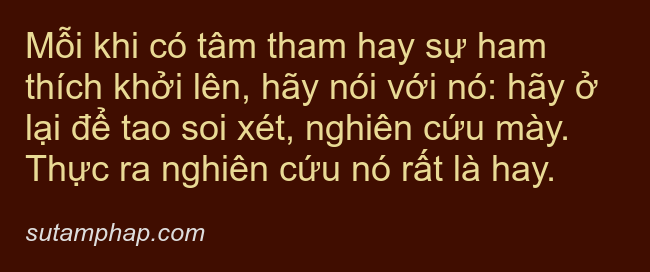 Mỗi khi có tâm tham hay sự ham
thích khởi lên, hãy nói với nó: hãy ở
lại để tao soi xét, nghiên cứu mày.
Thực ra nghiên cứu nó rất là hay.
sutamphap.com